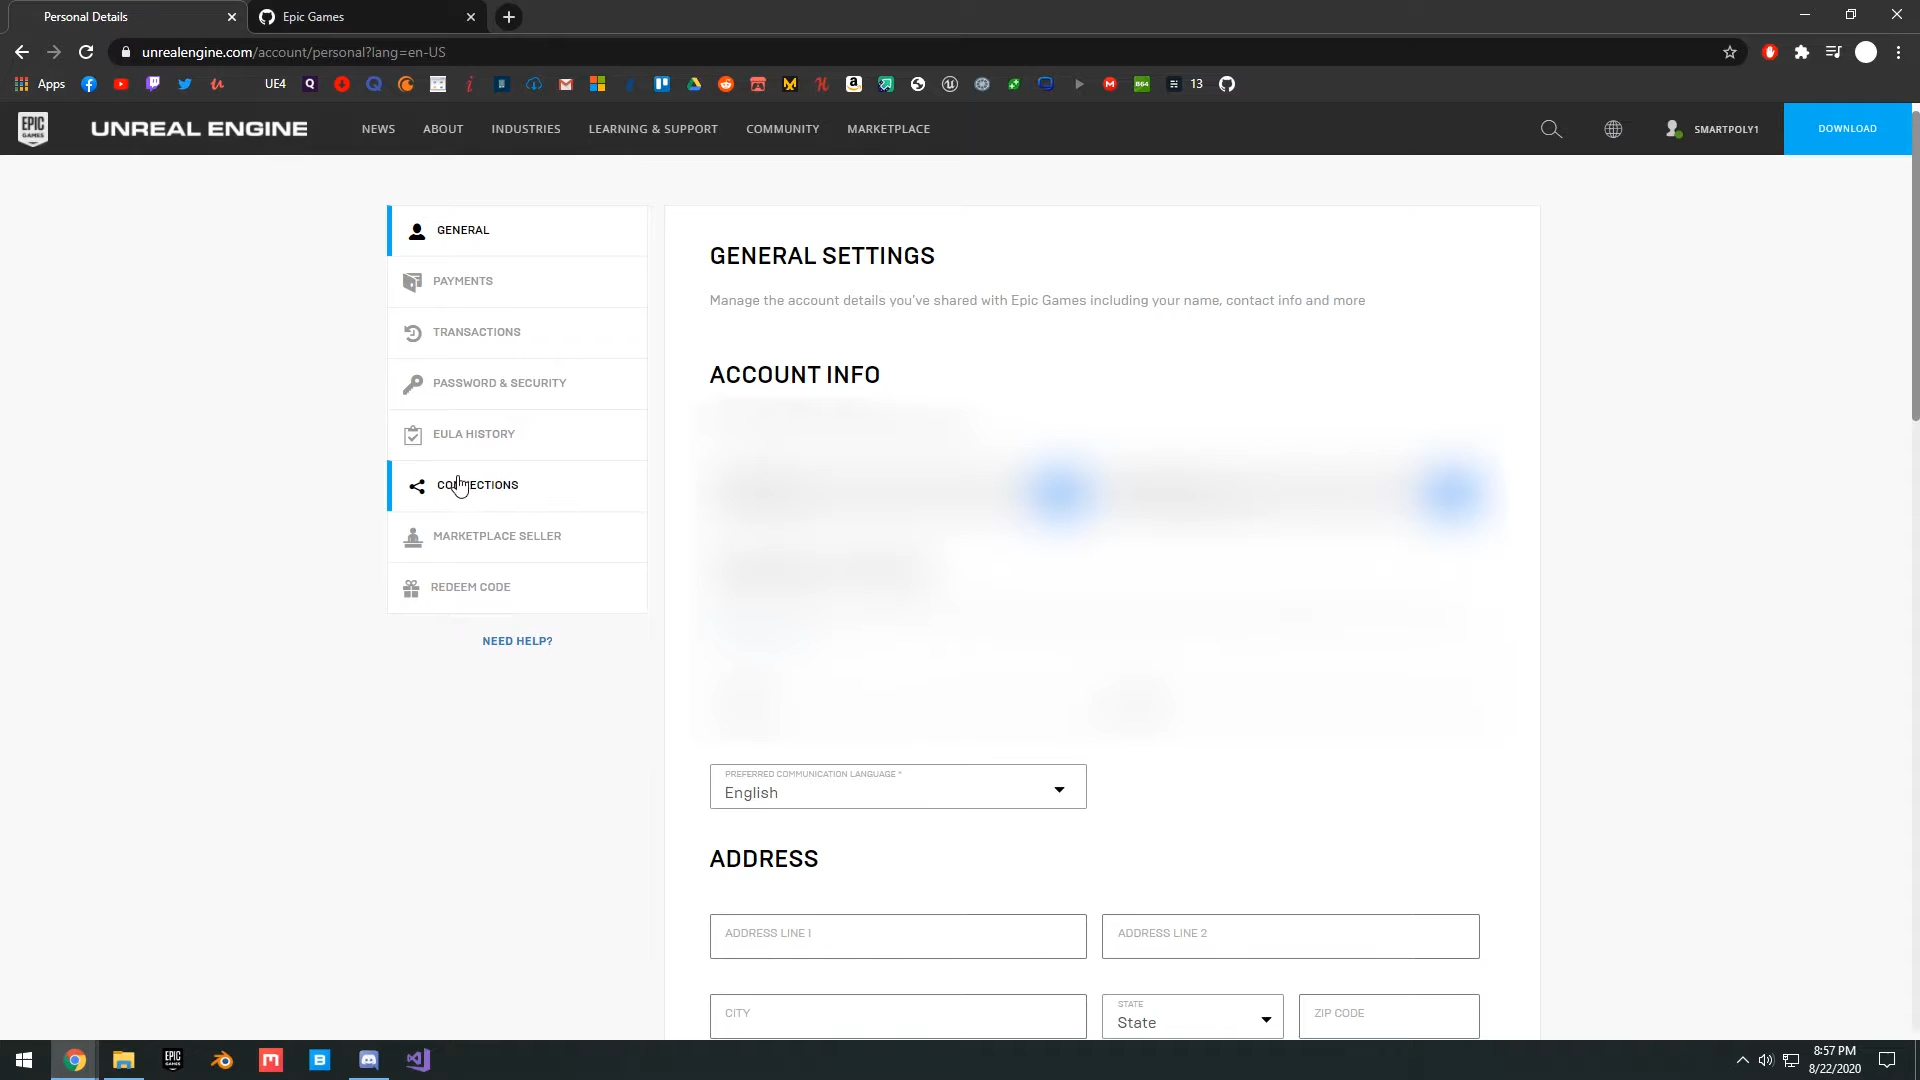 Personal Details
Epic Games
unrealengine.com/account/personal?lang=en-US
Apps
UE4
13
EPIC GAMES
UNREAL ENGINE
NEWS
ABOUT
INDUSTRIES
LEARNING & SUPPORT
COMMUNITY
MARKETPLACE
SMARTPOLY1
DOWNLOAD
GENERAL
PAYMENTS
TRANSACTIONS
PASSWORD & SECURITY
EULA HISTORY
CONNECTIONS
MARKETPLACE SELLER
REDEEM CODE
NEED HELP?
GENERAL SETTINGS
Manage the account details you've shared with Epic Games including your name, contact info and more
ACCOUNT INFO
PREFERRED COMMUNICATION LANGUAGE *
English
ADDRESS
ADDRESS LINE 1
ADDRESS LINE 2
CITY
STATE
State
ZIP CODE
8:57 PM
8/22/2020